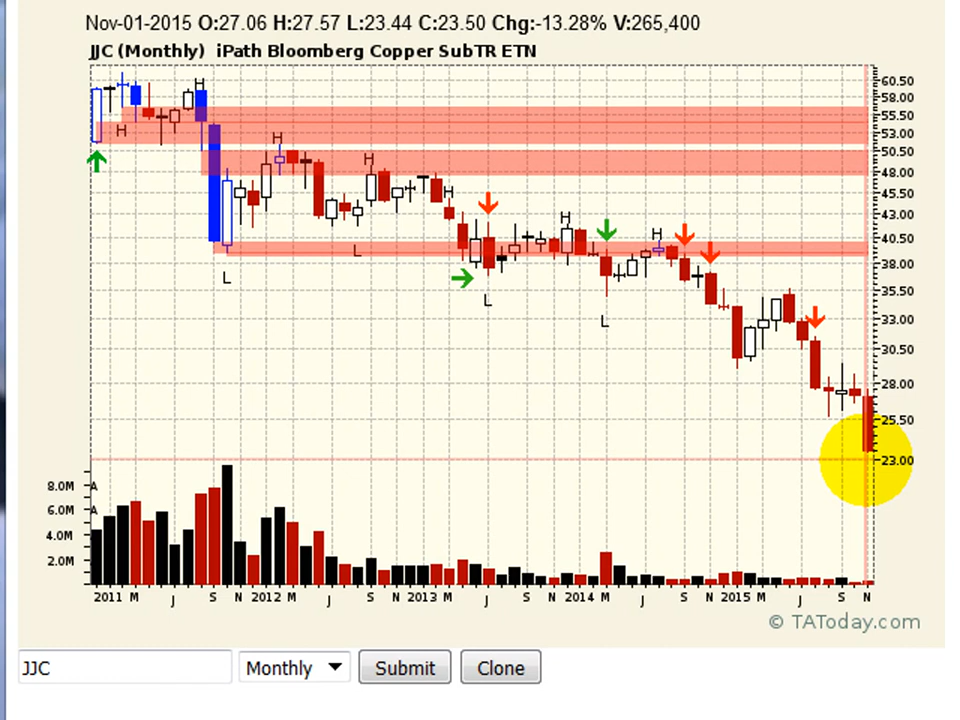 Nov-01-2015 O:27.06 H:27.57 L:23.44 C:23.50 Chg:-13.28% V:265,400
JJC (Monthly) iPath Bloomberg Copper SubTR ETN
60.50
58.00
H
55.50
H
53.00
H
50.50
H
48.00
H
45.50
H
43.00
H
40.50
L
L
38.00
L
35.50
L
33.00
30.50
28.00
25.50
23.00
8.0M A
6.0M A
4.0M
2.0M
2011 M J S N 2012 M J S N 2013 M J S N 2014 M J S N 2015 M J S N
© TAToday.com
JJC Monthly Submit Clone